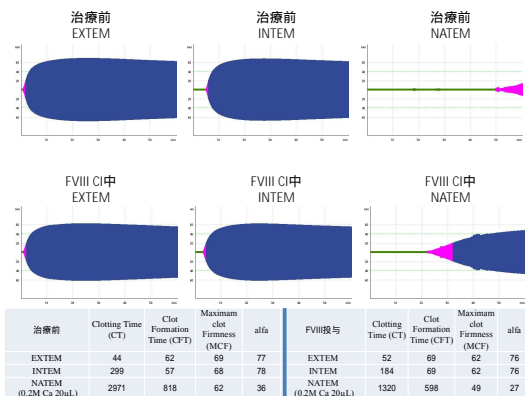 治療前
EXTEM
治療前
INTEM
治療前
NATEM
FVIII CI中
EXTEM
FVIII CI中
INTEM
FVIII CI中
NATEM
治療前 Clotting Time (CT) Clot Formation Time (CFT) Maximam clot Firmness (MCF) alfa FVIII投与 Clotting Time (CT) Clot Formation Time (CFT) Maximam clot Firmness (MCF) alfa
EXTEM 44 62 69 77 EXTEM 52 69 62 76
INTEM 299 57 68 78 INTEM 184 69 62 76
NATEM (0.2M Ca 20uL) 2971 818 62 36 NATEM (0.2M Ca 20uL) 1320 598 49 27